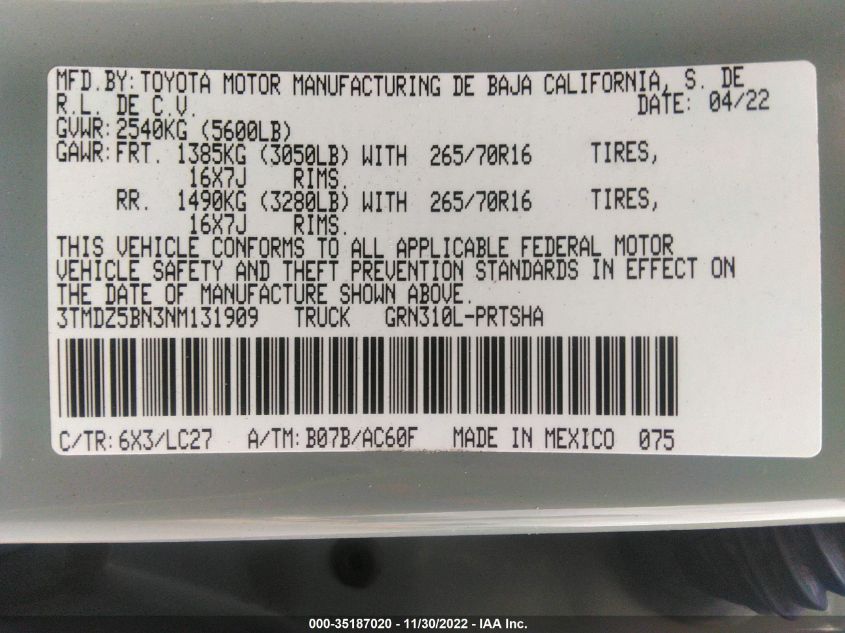 MFD.BY: TOYOTA MOTOR MANUFACTURING DE BAJA CALIFORNIA, S. DE
R.L. DE C.V. DATE: 04/22
GVWR: 2540KG (5600LB)
GAWR: FRT. 1385KG (3050LB) WITH 265/70R16 TIRES,
16X7J RIMS.
RR. 1490KG (3280LB) WITH 265/70R16 TIRES,
16X7J RIMS.
THIS VEHICLE CONFORMS TO ALL APPLICABLE FEDERAL MOTOR
VEHICLE SAFETY AND THEFT PREVENTION STANDARDS IN EFFECT ON
THE DATE OF MANUFACTURE SHOWN ABOVE.
3TMDZ5BN3NM131909 TRUCK GRN310L-PRTSHA
C/TR: 6X3/LC27 A/TM: B07B/AC60F MADE IN MEXICO 075
000-35187020 - 11/30/2022 - IAA Inc.